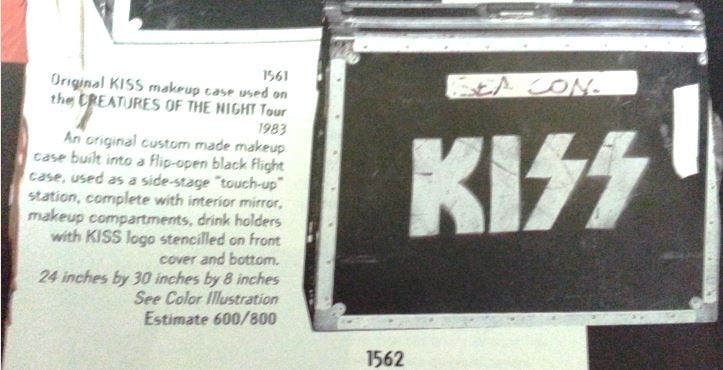 1561
Original KISS makeup case used on
the CREATURES OF THE NIGHT Tour
1983
An original custom made makeup
case built into a flip-open black flight
case, used as a side-stage "touch-up"
station, complete with interior mirror,
makeup compartments, drink holders
with KISS logo stencilled on front
cover and bottom.
24 inches by 30 inches by 8 inches
See Color Illustration
Estimate 600/800
SEA CON.
KISS
1562